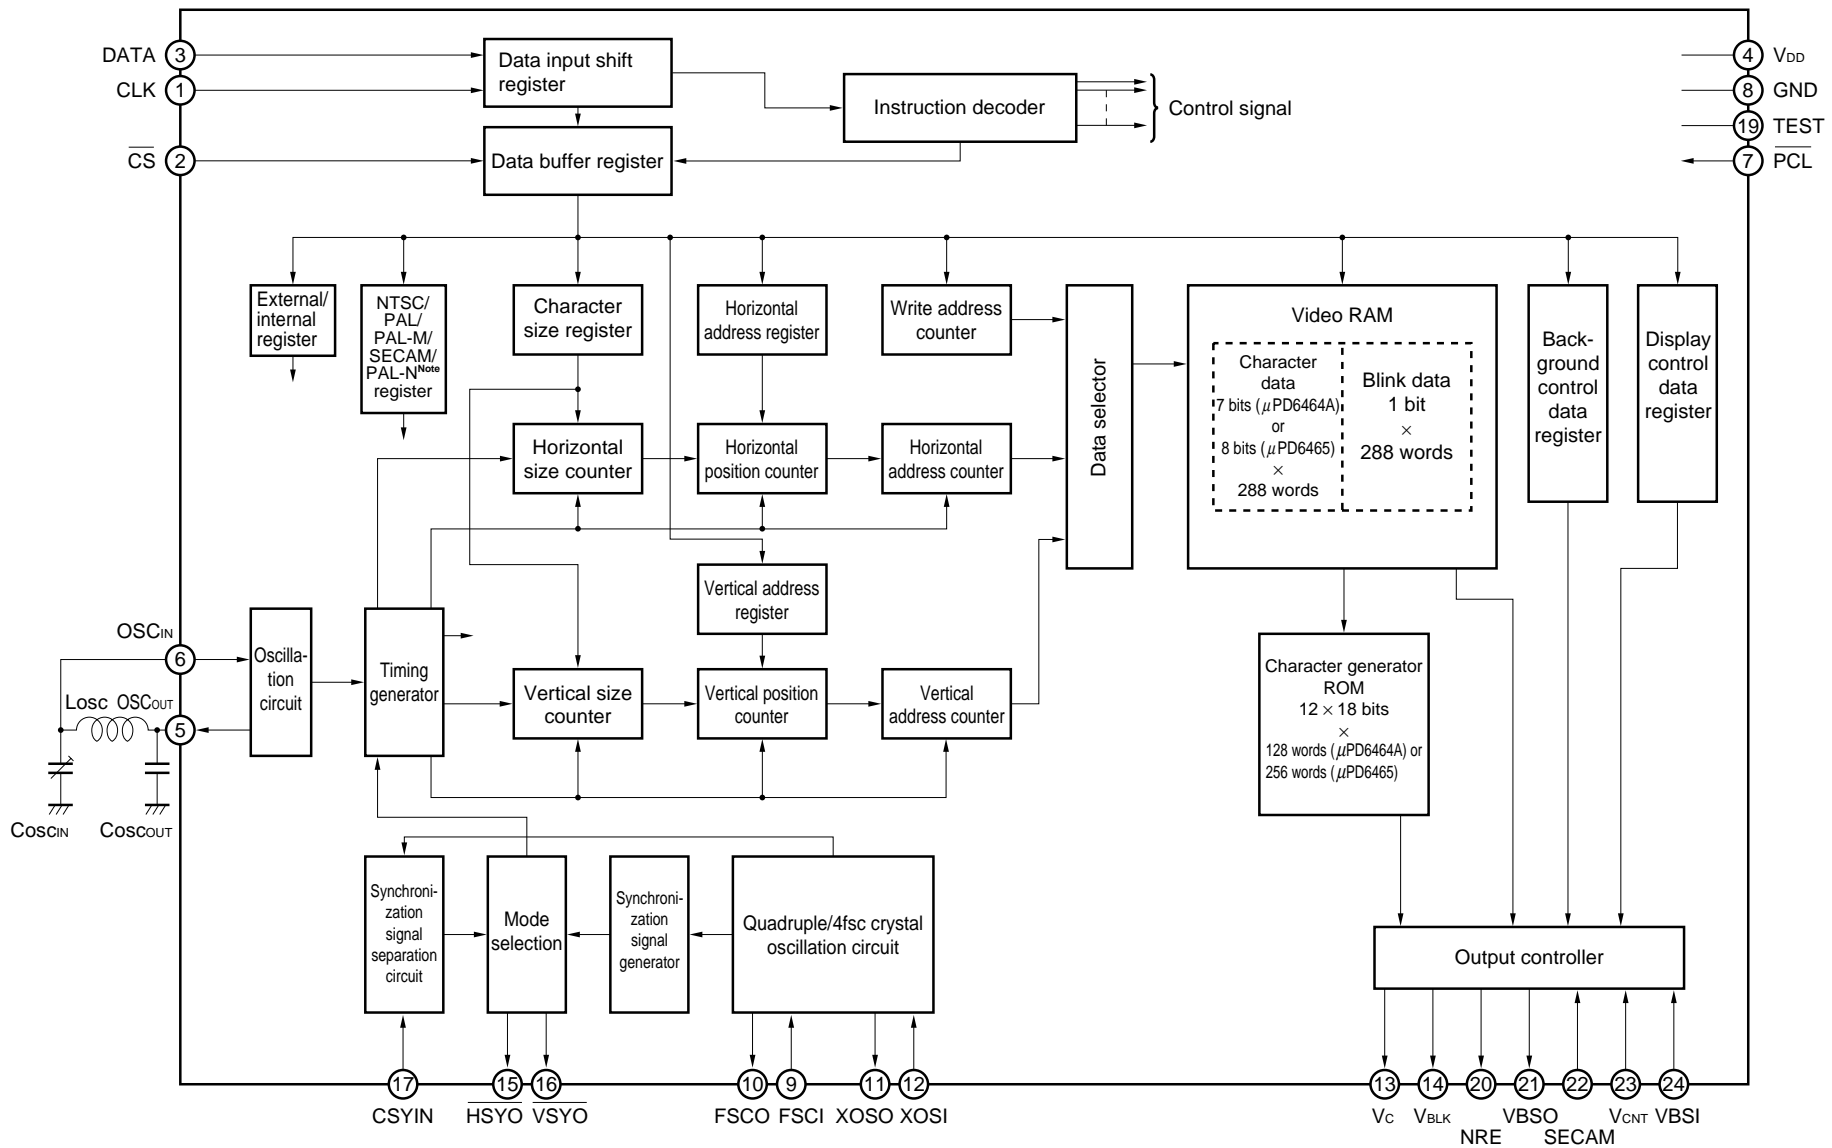 DATA 3
CLK 1
CS 2
Data input shift
register
Instruction decoder
Control signal
Data buffer register
4 VDD
8 GND
19 TEST
7 PCL
External/
internal
register
NTSC/
PAL/
PAL-M/
SECAM/
PAL-N Note
register
Character
size register
Horizontal
address register
Write address
counter
Horizontal
size counter
Horizontal
position counter
Horizontal
address counter
Data selector
Video RAM
Character
data
7 bits (μPD6464A)
or
8 bits (μPD6465)
×
288 words
Blink data
1 bit
×
288 words
Back-
ground
control
data
register
Display
control
data
register
Vertical address
register
OSCIN
6
Losc OSCOUT
5
COSCIN
COSCOUT
Oscilla-
tion
circuit
Timing
generator
Vertical size
counter
Vertical position
counter
Vertical
address counter
Character generator
ROM
12 × 18 bits
×
128 words (μPD6464A) or
256 words (μPD6465)
Synchroni-
zation
signal
separation
circuit
Mode
selection
Synchroni-
zation
signal
generator
Quadruple/4fsc crystal
oscillation circuit
Output controller
17 15 16 10 9 11 12 13 14 20 21 22 23 24
CSYIN HSYO VSYO FSCO FSCI XOSO XOSI VC VBLK VBSO VCNT VBSI
NRE SECAM